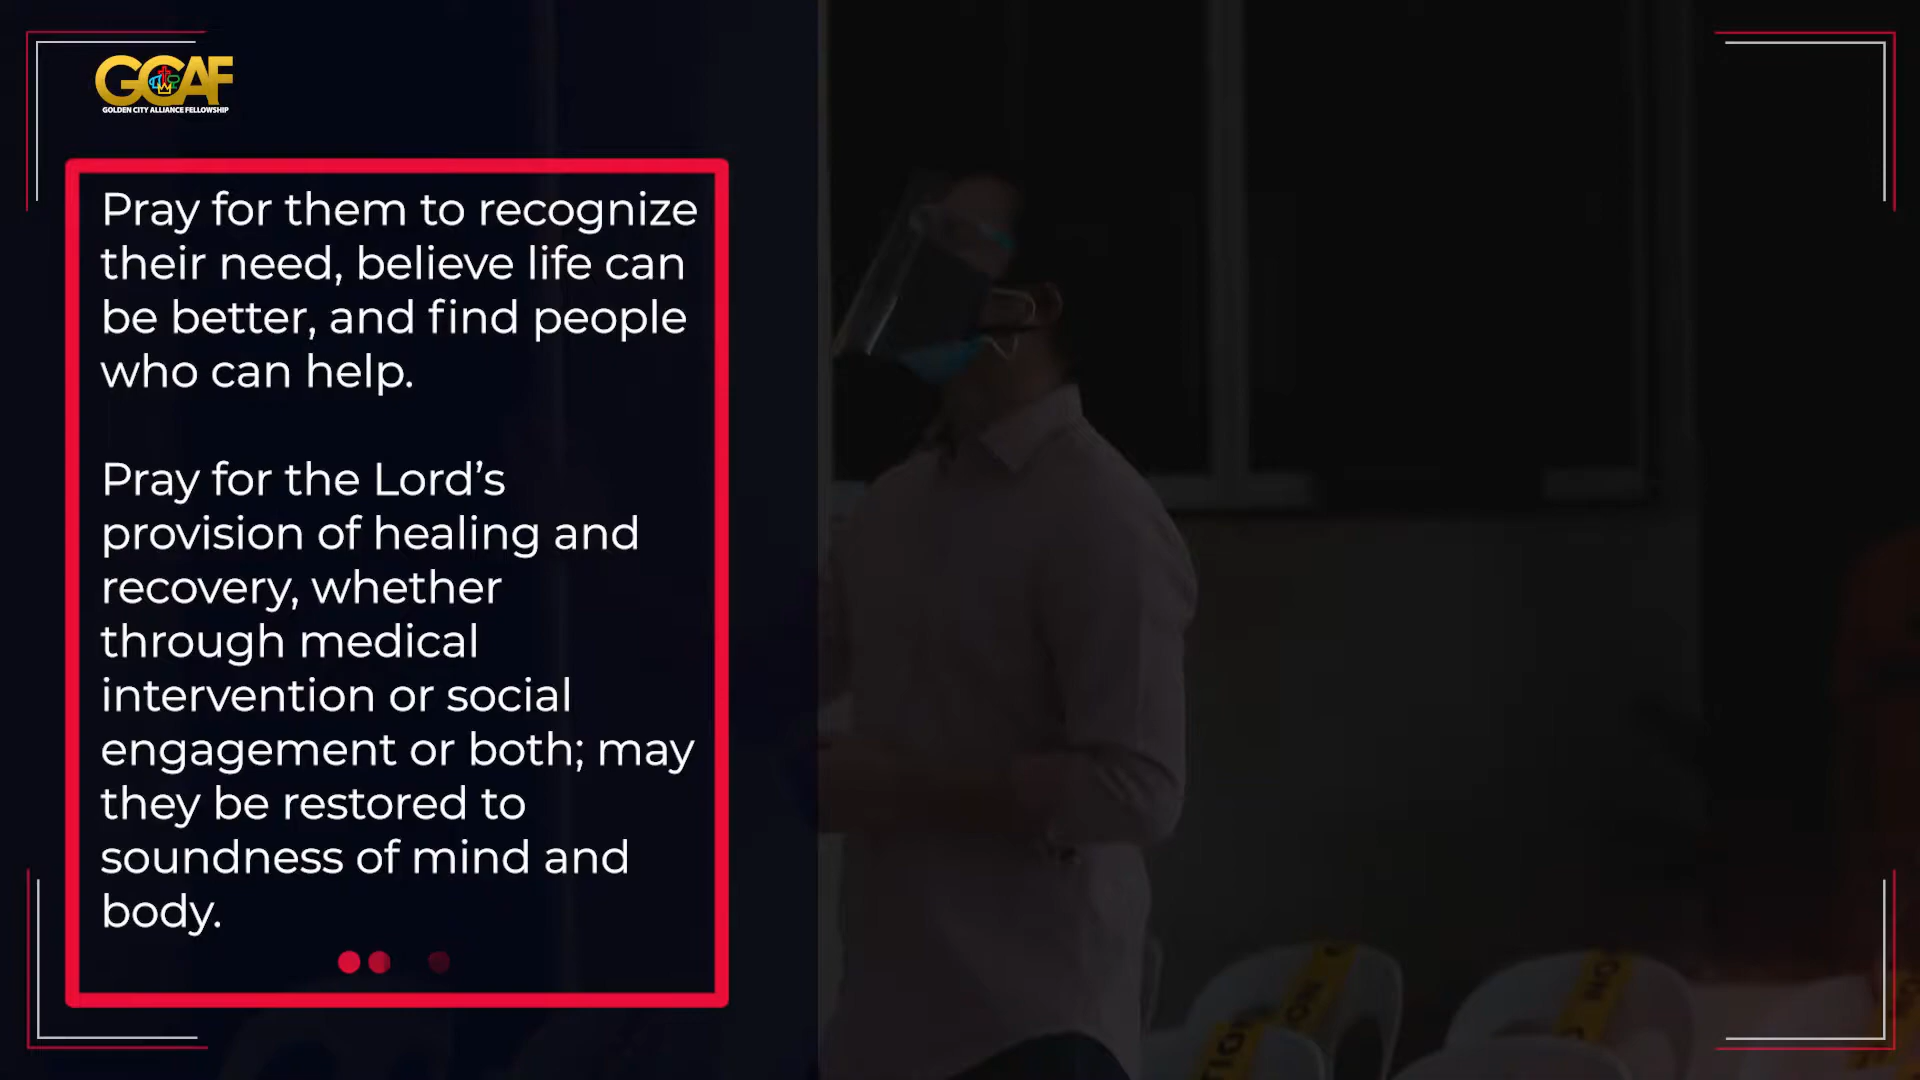 GCAF
GOLDEN CITY ALLIANCE FELLOWSHIP
Pray for them to recognize
their need, believe life can
be better, and find people
who can help.
Pray for the Lord’s
provision of healing and
recovery, whether
through medical
intervention or social
engagement or both; may
they be restored to
soundness of mind and
body.